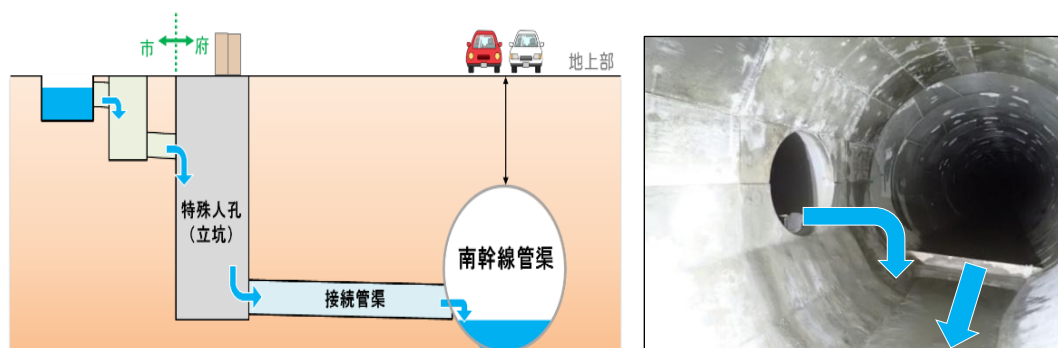 市 府
地上部
特殊人孔
（立坑）
南幹線管渠
接続管渠